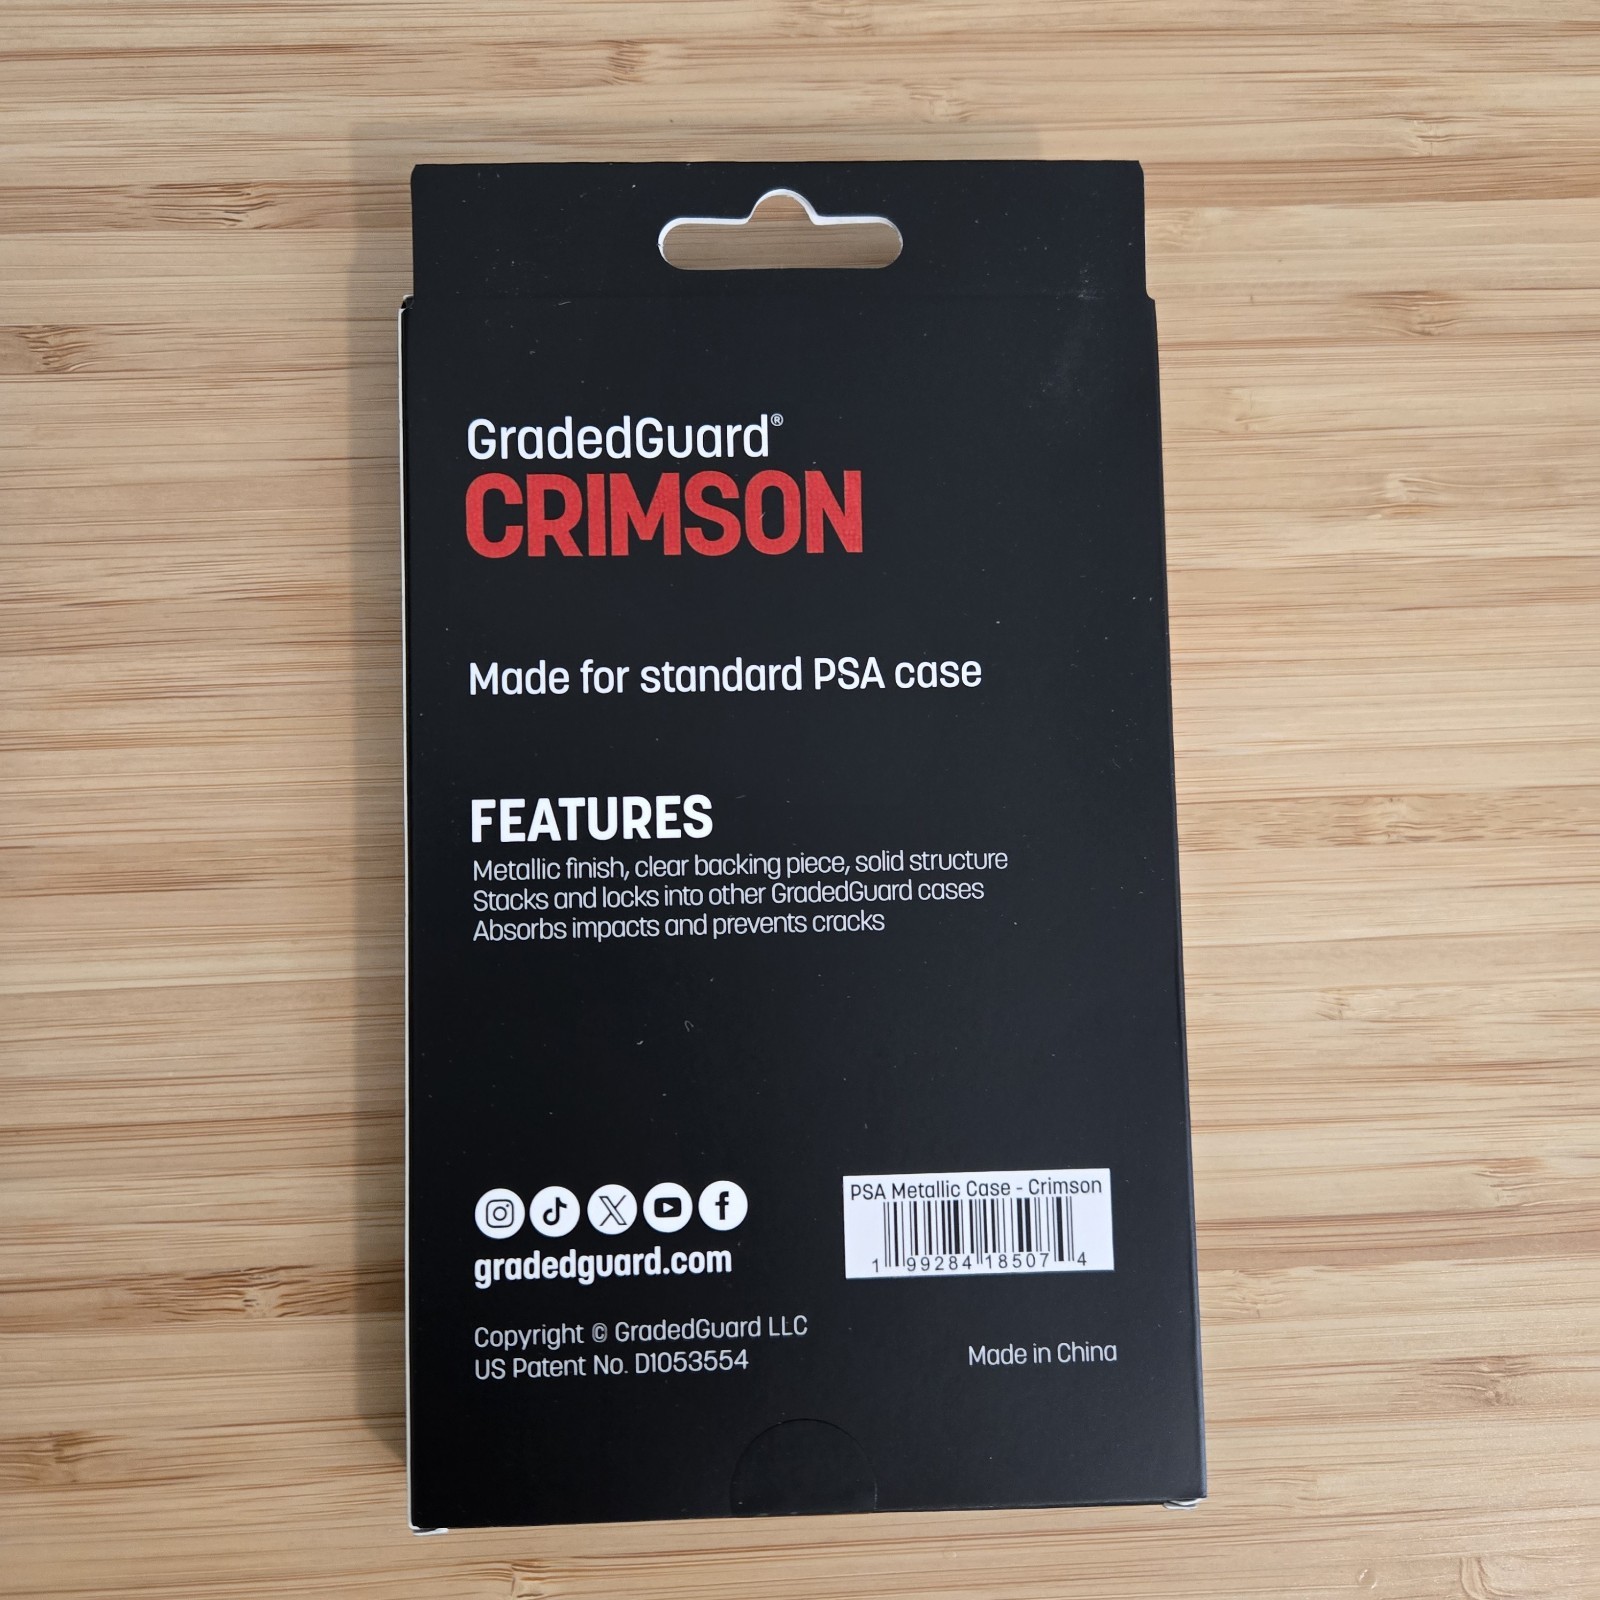 GradedGuard®
CRIMSON
Made for standard PSA case
FEATURES
Metallic finish, clear backing piece, solid structure
Stacks and locks into other GradedGuard cases
Absorbs impacts and prevents cracks
gradedguard.com
PSA Metallic Case - Crimson
1 99284 18507 4
Copyright © GradedGuard LLC
US Patent No. D1053554
Made in China